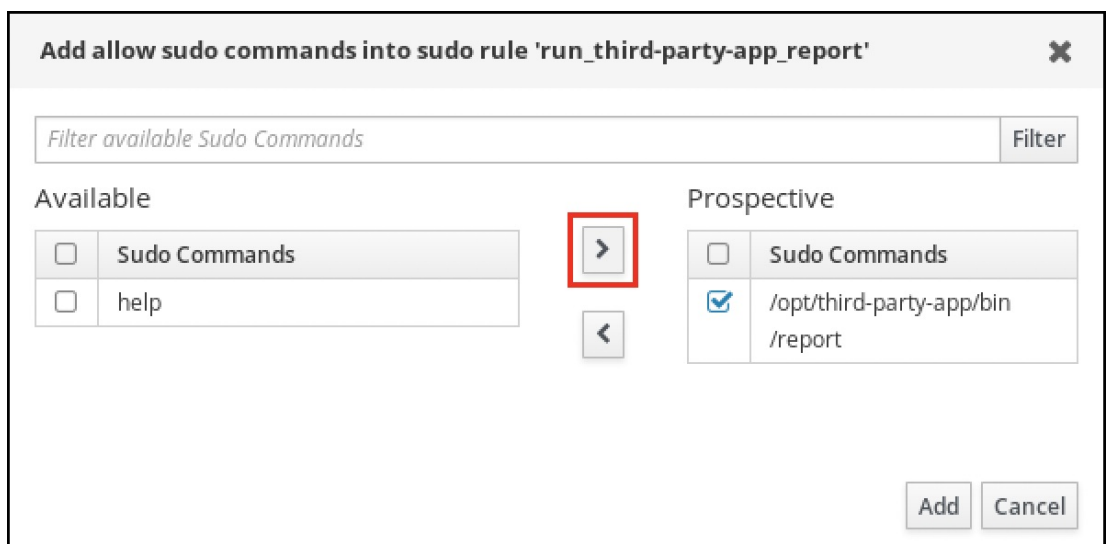 Add allow sudo commands into sudo rule 'run_third-party-app_report'
Filter available Sudo Commands
Filter
Available
Prospective
Sudo Commands
Sudo Commands
help
/opt/third-party-app/bin
/report
Add
Cancel